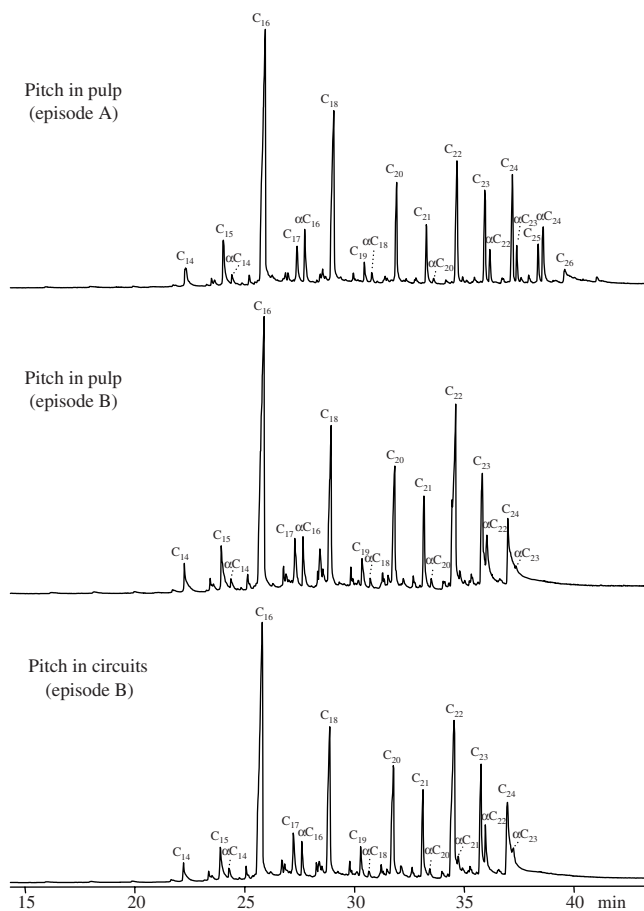 C16
Pitch in pulp
(episode A)
C18
C22
C20
C24
C23
αC16
C21
αC23
αC24
C15
C17
αC22
C25
C14
αC14
C19
αC18
αC20
C26
C16
Pitch in pulp
(episode B)
C22
C18
C20
C23
C21
C24
C15
C17
αC16
αC22
C14
αC14
C19
αC18
αC20
αC23
C16
Pitch in circuits
(episode B)
C22
C18
C20
C23
C21
C24
C17
αC16
αC22
C15
C19
C14
αC14
αC18
αC20
αC21
αC23
15 20 25 30 35 40 min